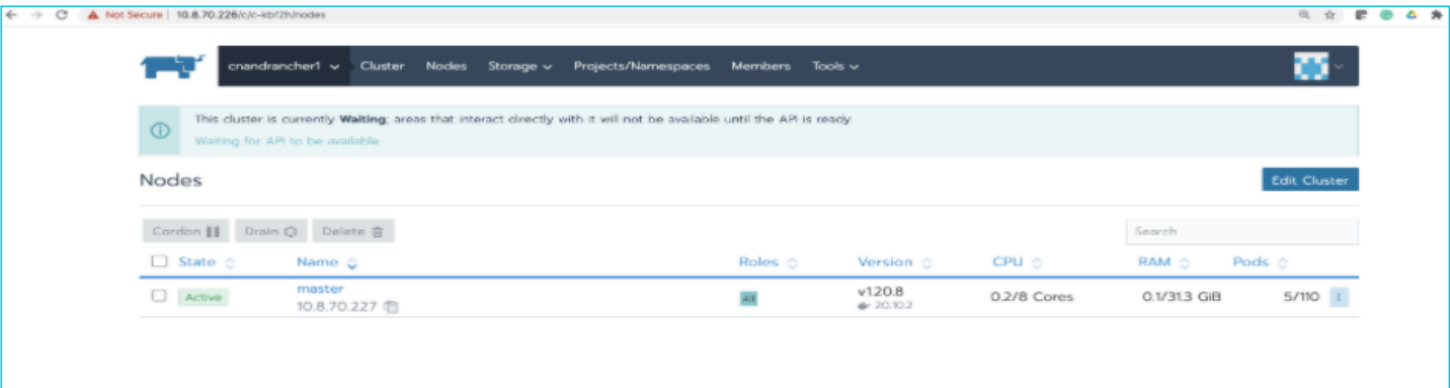 Not Secure | 10.8.70.226/c/c-kbf2h/nodes
cnandrancher1 Cluster Nodes Storage Projects/Namespaces Members Tools
This cluster is currently Waiting; areas that interact directly with it will not be available until the API is ready.
Waiting for API to be available
Nodes
Edit Cluster
Cordon Drain Delete
Search
State Name Roles Version CPU RAM Pods
Active master All v1.20.8 0.2/8 Cores 0.1/31.3 GiB 5/110
10.8.70.227 20.10.2